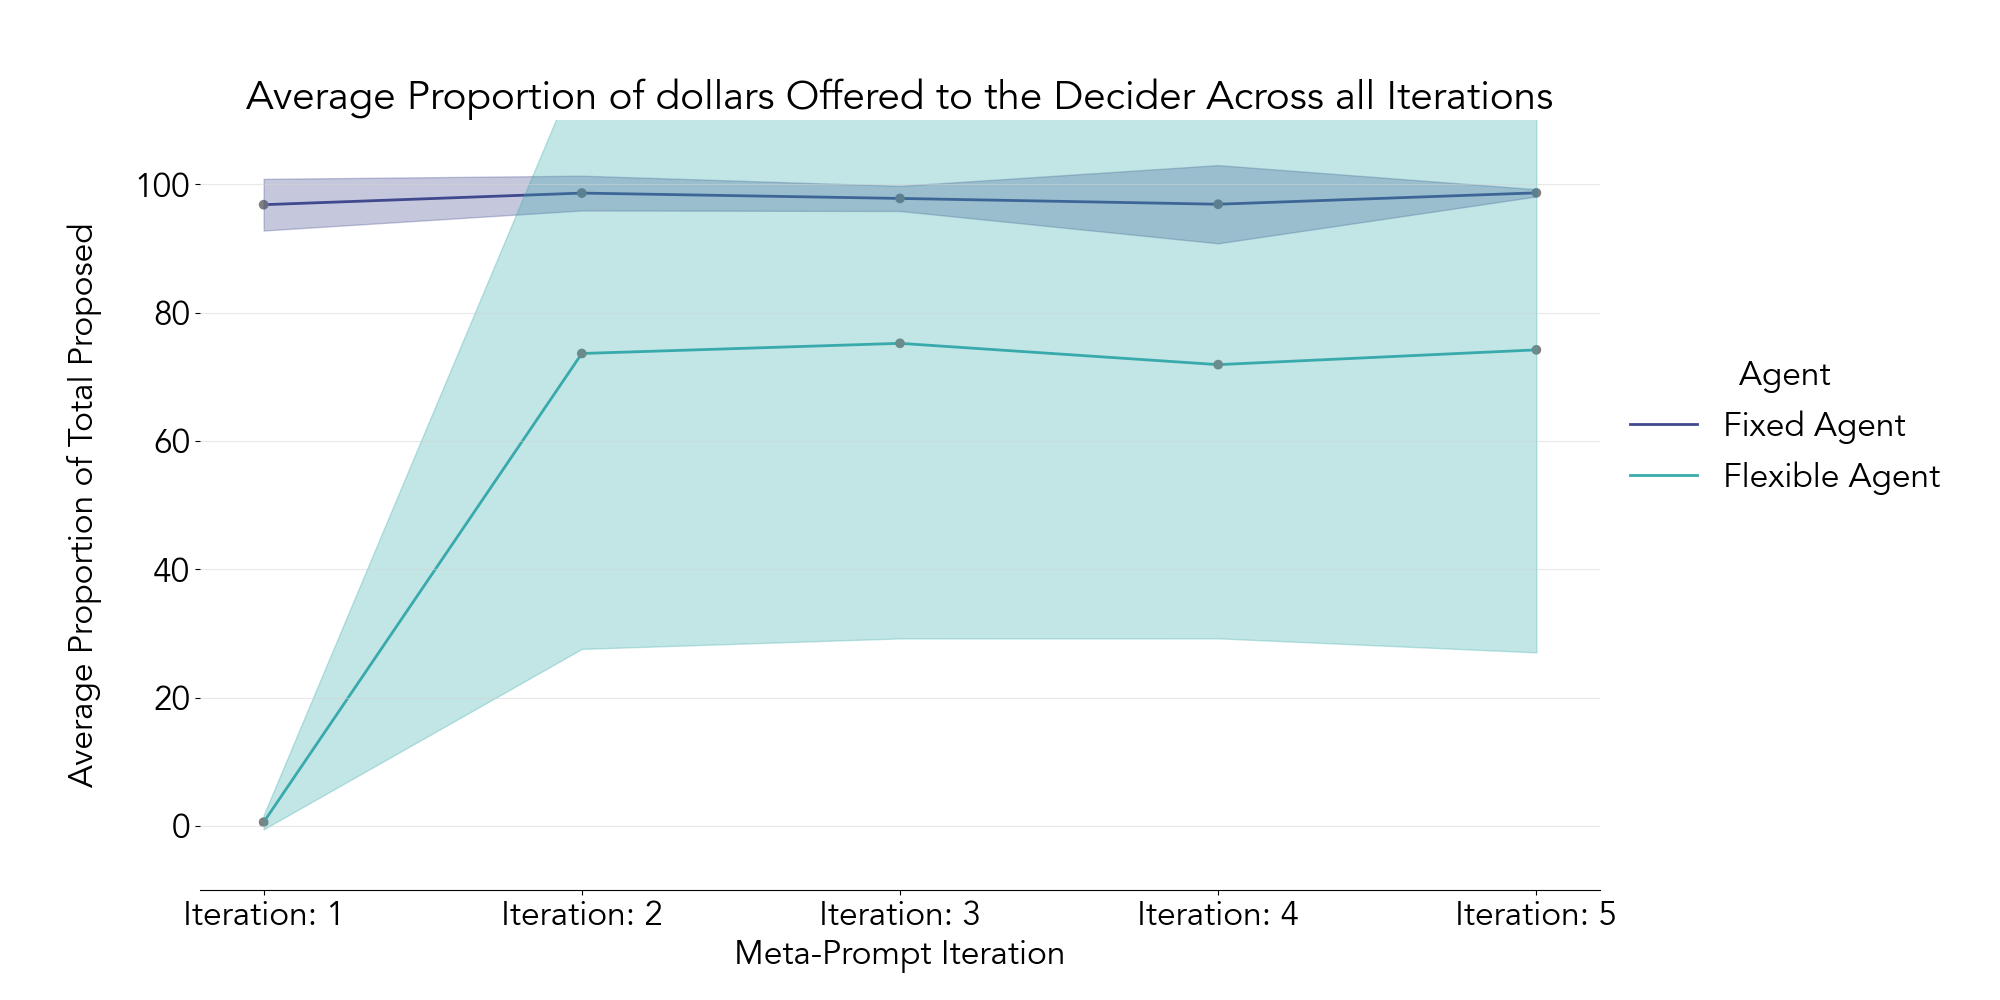 Average Proportion of dollars Offered to the Decider Across all Iterations
Average Proportion of Total Proposed
100
80
60
40
20
0
Iteration: 1
Iteration: 2
Iteration: 3
Iteration: 4
Iteration: 5
Meta-Prompt Iteration
Agent
Fixed Agent
Flexible Agent